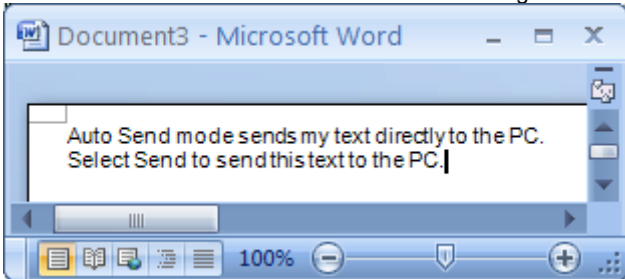 Document3 - Microsoft Word
Auto Send mode sends my text directly to the PC.
Select Send to send this text to the PC.
100%